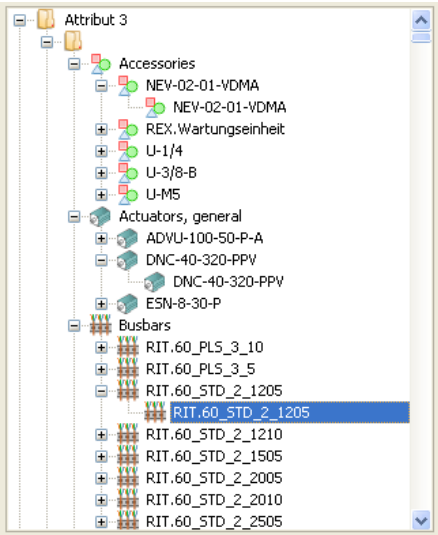 Attribut 3
Accessories
NEV-02-01-VDMA
NEV-02-01-VDMA
REX.Wartungseinheit
U-1/4
U-3/8-B
U-M5
Actuators, general
ADVU-100-50-P-A
DNC-40-320-PPV
DNC-40-320-PPV
ESN-8-30-P
Busbars
RIT.60_PLS_3_10
RIT.60_PLS_3_5
RIT.60_STD_2_1205
RIT.60_STD_2_1205
RIT.60_STD_2_1210
RIT.60_STD_2_1505
RIT.60_STD_2_2005
RIT.60_STD_2_2010
RIT.60_STD_2_2505